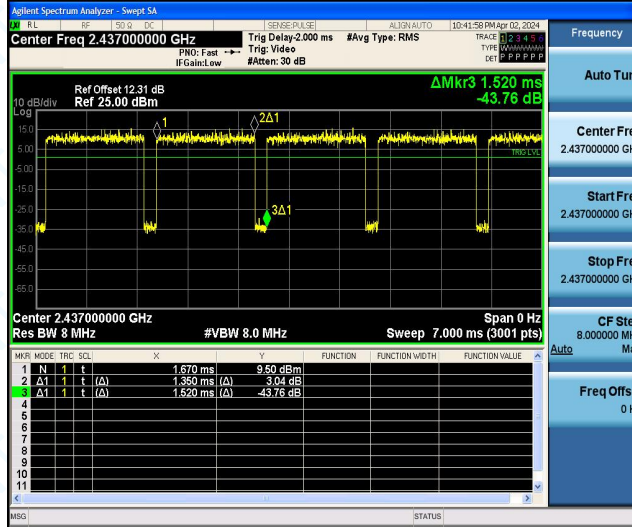 Agilent Spectrum Analyzer - Swept SA
LXI RL RF 50 Ω DC SENSE:PULSE ALIGNAUTO 10:41:58 PM Apr 02, 2024
Center Freq 2.437000000 GHz
PNO: Fast
IFGain:Low
Trig Delay-2.000 ms
Trig: Video
#Atten: 30 dB
#Avg Type: RMS
TRACE 1 2 3 4 5 6
TYPE WWWWWW
DET P P P P P P
Ref Offset 12.31 dB
10 dB/div Ref 25.00 dBm
ΔMkr3 1.520 ms
-43.76 dB
Log
15.0
5.00
-5.00
-15.0
-25.0
-35.0
-45.0
-55.0
-65.0
1
2Δ1
TRIG LVL
3Δ1
Center 2.437000000 GHz Span 0 Hz
Res BW 8 MHz #VBW 8.0 MHz Sweep 7.000 ms (3001 pts)
MKR MODE TRC SCL X Y FUNCTION FUNCTION WIDTH FUNCTION VALUE
1 N 1 t 1.670 ms 9.50 dBm
2 Δ1 1 t (Δ) 1.350 ms (Δ) 3.04 dB
3 Δ1 1 t (Δ) 1.520 ms (Δ) -43.76 dB
4
5
6
7
8
9
10
11
MSG STATUS
Frequency
Auto Tun
Center Fre
2.437000000 GH
Start Fre
2.437000000 GH
Stop Fre
2.437000000 GH
CF Ste
8.000000 MH
Auto Ma
Freq Offs
0 H